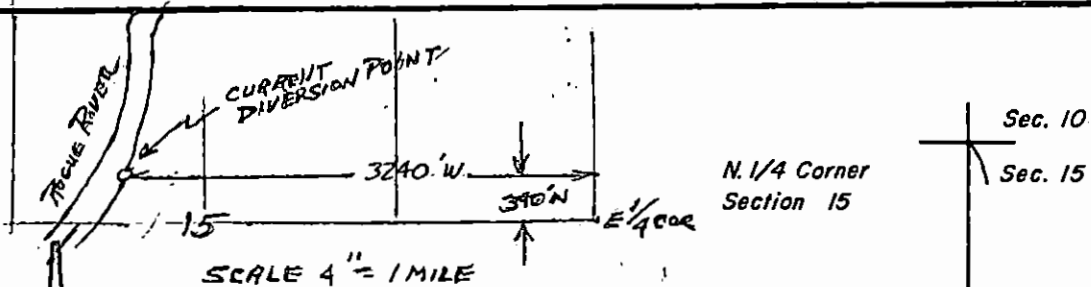 ROGUE RIVER
CURRENT
DIVERSION POINT
3240.'W.
390'N
E 1/4 COR
15
SCALE 4" = 1 MILE
N. 1/4 Corner
Section 15
Sec. 10
Sec. 15